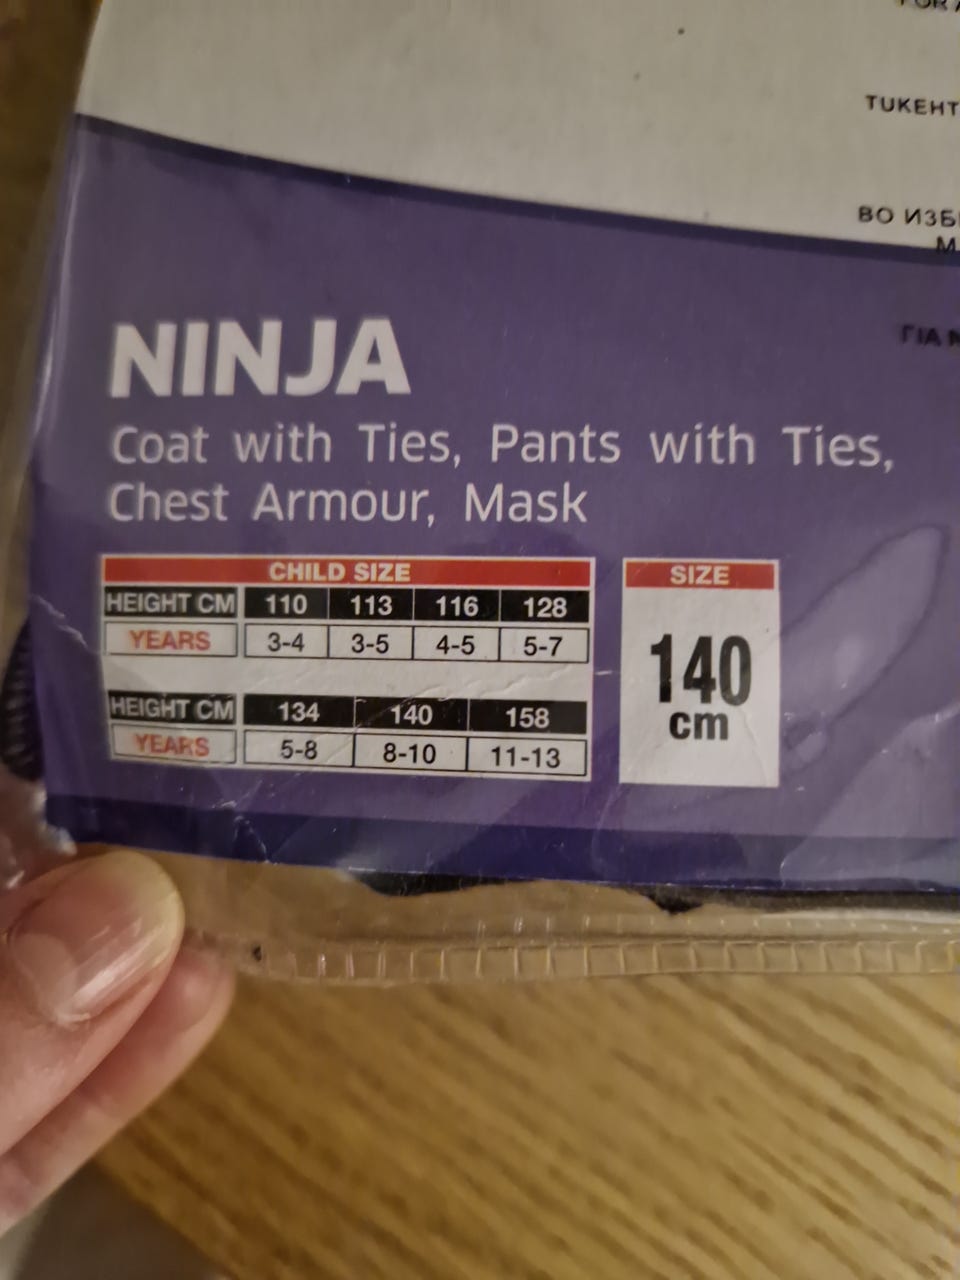 TUKEHT
ВО ИЗБ
М
ΓΙΑ
NINJA
Coat with Ties, Pants with Ties,
Chest Armour, Mask
CHILD SIZE
HEIGHT CM 110 113 116 128
YEARS 3-4 3-5 4-5 5-7
HEIGHT CM 134 140 158
YEARS 5-8 8-10 11-13
SIZE
140
cm